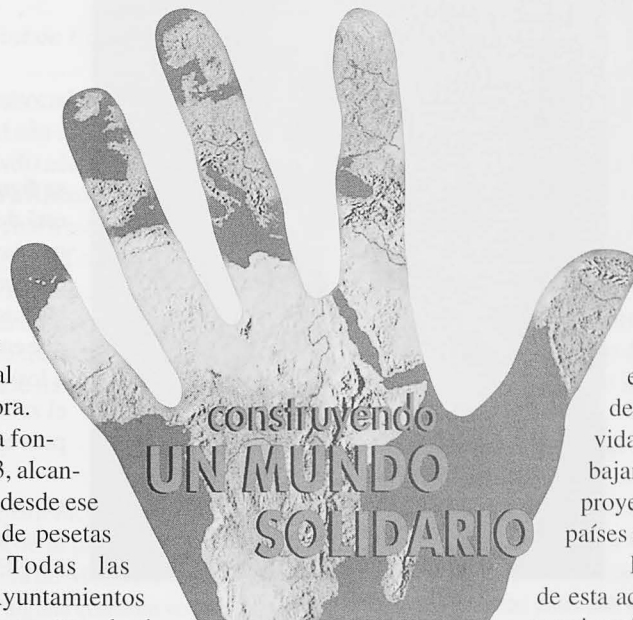 al
ora.
a fon-
3, alcan-
desde ese
de pesetas
Todas las
yuntamientos
construyendo
UN MUNDO
SOLIDARIO
e
de
vida
bajar
proye
países
de esta ac